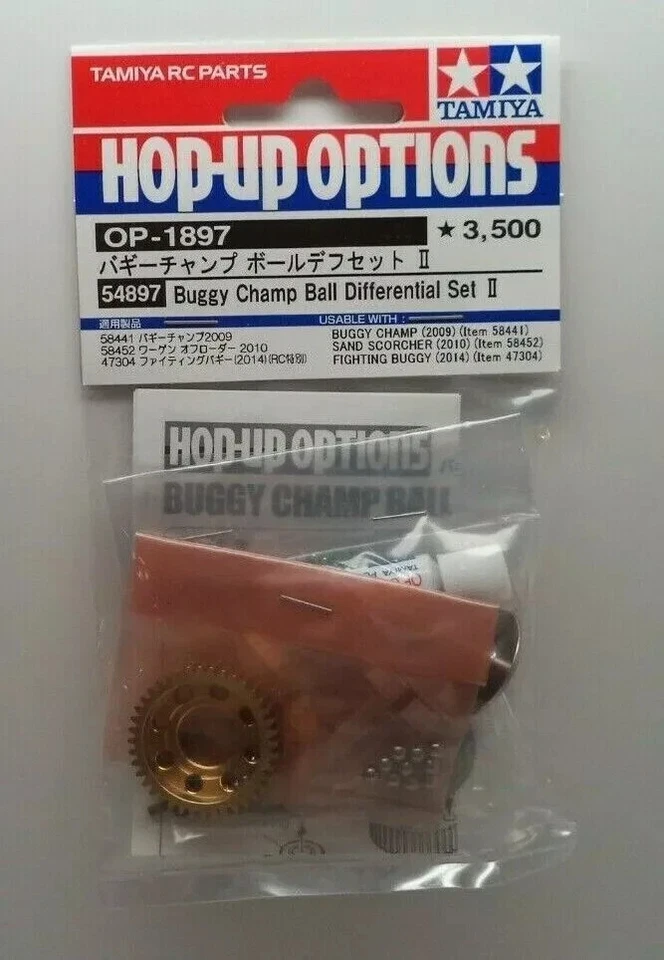 TAMIYA RC PARTS
TAMIYA
HOP-UP OPTIONS
OP-1897
★ 3,500
バギーチャンプ ボールデフセット Ⅱ
54897 Buggy Champ Ball Differential Set Ⅱ
適用製品
58441 バギーチャンプ2009
58452 ワーゲン オフローダー 2010
47304 ファイティングバギー(2014)(RC特別)
USABLE WITH :
BUGGY CHAMP (2009) (Item 58441)
SAND SCORCHER (2010) (Item 58452)
FIGHTING BUGGY (2014) (Item 47304)
HOP-UP OPTIONS
BUGGY CHAMP BALL